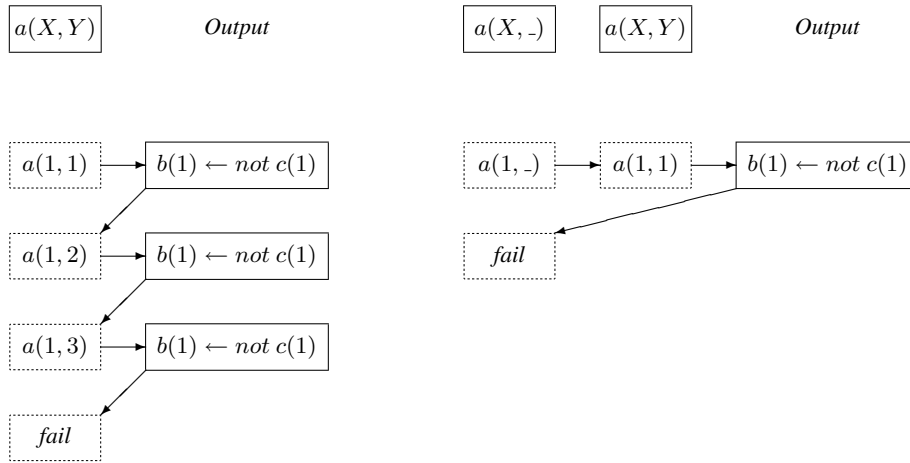 a(X, Y) Output a(X, _) a(X, Y) Output
a(1, 1) b(1) ← not c(1) a(1, _) a(1, 1) b(1) ← not c(1)
a(1, 2) b(1) ← not c(1) fail
a(1, 3) b(1) ← not c(1)
fail